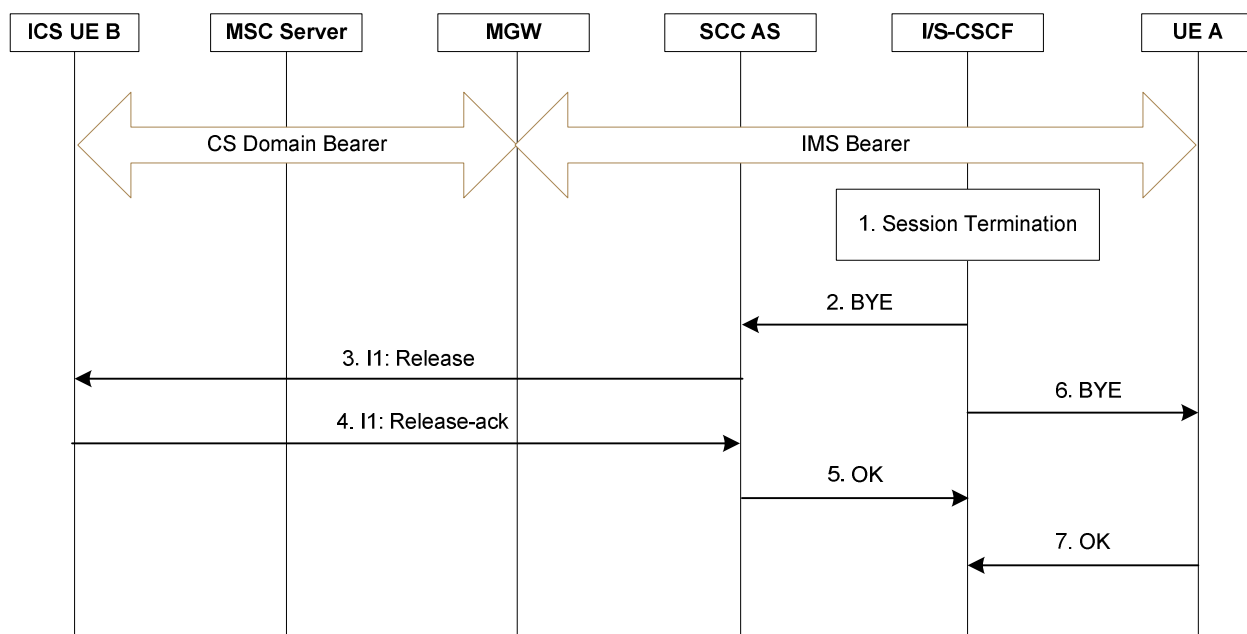 ICS UE B
MSC Server
MGW
SCC AS
I/S-CSCF
UE A
CS Domain Bearer
IMS Bearer
1. Session Termination
2. BYE
3. I1: Release
6. BYE
4. I1: Release-ack
5. OK
7. OK